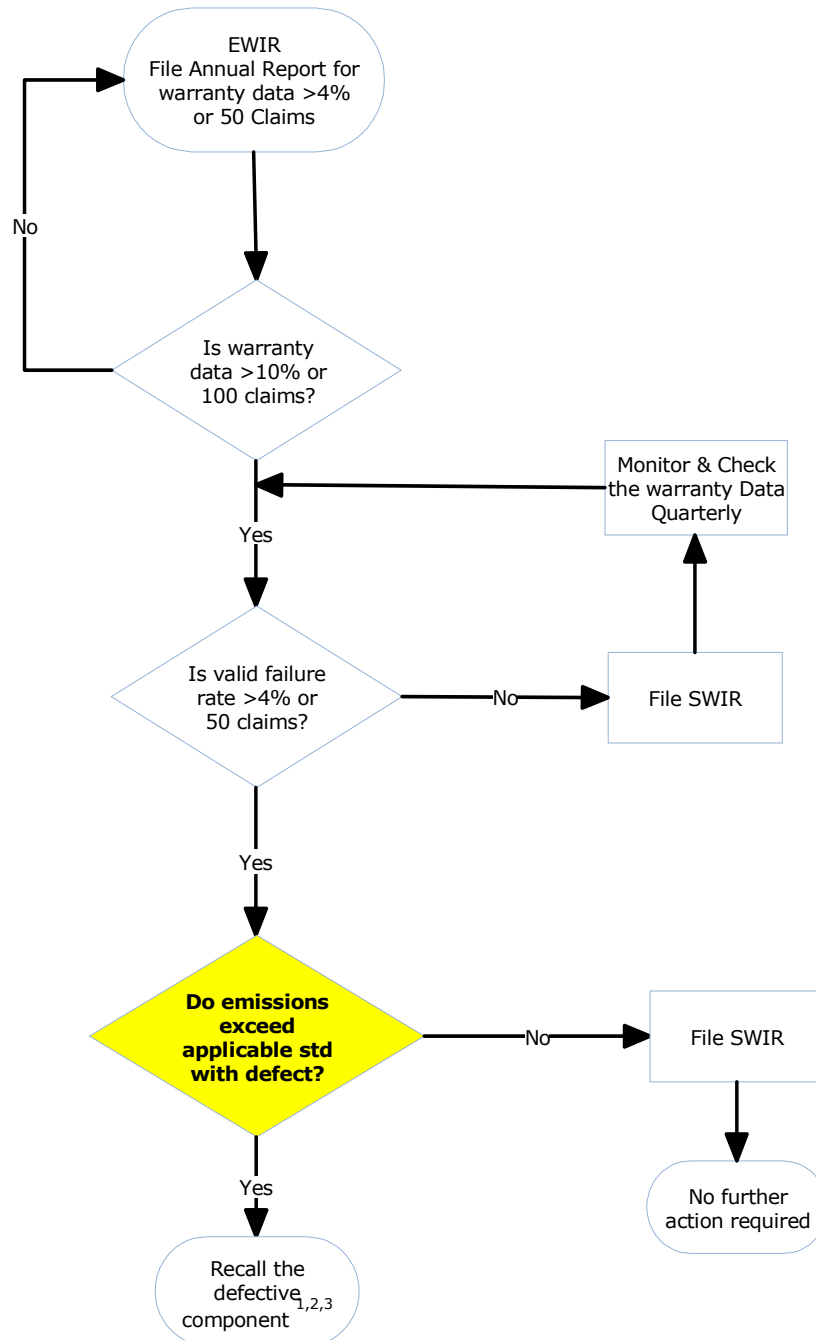 EWIR
File Annual Report for
warranty data >4%
or 50 Claims
No
Is warranty
data >10% or
100 claims?
Monitor & Check
the warranty Data
Quarterly
Yes
Is valid failure
rate >4% or
50 claims?
No
File SWIR
Yes
Do emissions
exceed
applicable std
with defect?
No
File SWIR
Yes
No further
action required
Recall the
defective
component 1,2,3